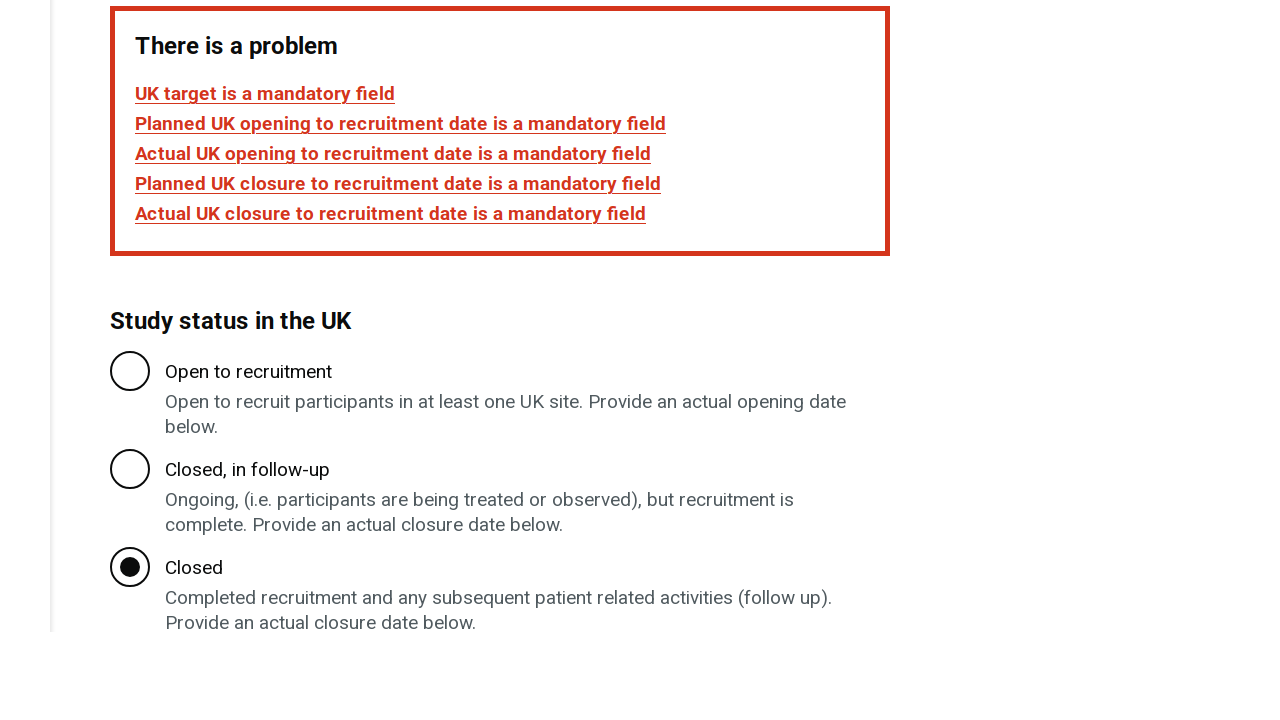 There is a problem
UK target is a mandatory field
Planned UK opening to recruitment date is a mandatory field
Actual UK opening to recruitment date is a mandatory field
Planned UK closure to recruitment date is a mandatory field
Actual UK closure to recruitment date is a mandatory field
Study status in the UK
Open to recruitment
Open to recruit participants in at least one UK site. Provide an actual opening date
below.
Closed, in follow-up
Ongoing, (i.e. participants are being treated or observed), but recruitment is
complete. Provide an actual closure date below.
Closed
Completed recruitment and any subsequent patient related activities (follow up).
Provide an actual closure date below.